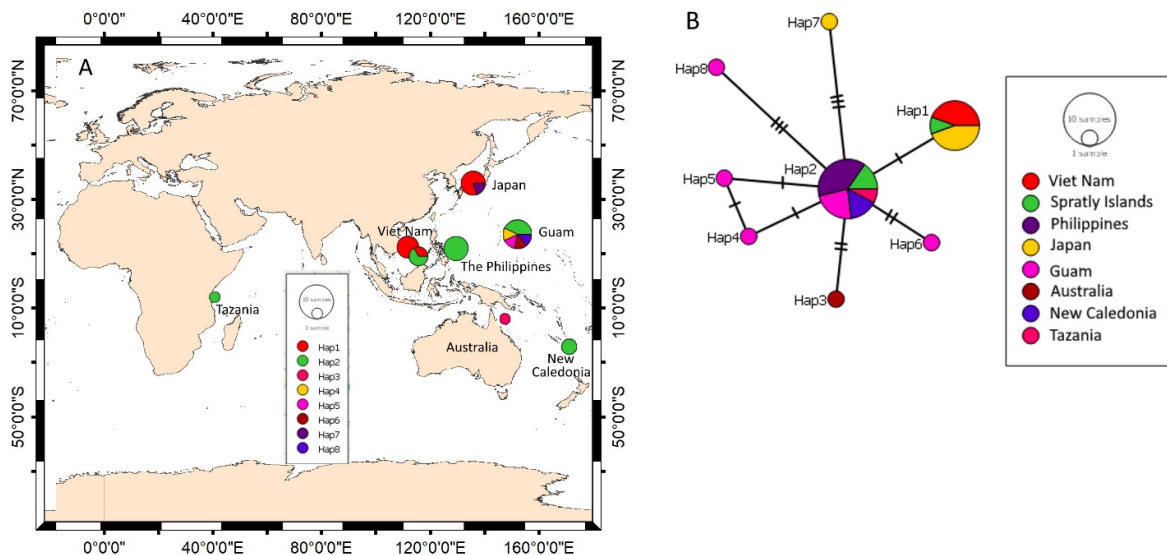 0°0'0" 40°0'0"E 80°0'0"E 120°0'0"E 160°0'0"E
A
70°0'0"N
30°0'0"N
10°0'0"S
50°0'0"S
Japan
Viet Nam
Guam
The Philippines
Tazania
Australia
New
Caledonia
10 samples
1 sample
Hap1
Hap2
Hap3
Hap4
Hap5
Hap6
Hap7
Hap8
70°0'0"N
30°0'0"N
10°0'0"S
50°0'0"S
0°0'0" 40°0'0"E 80°0'0"E 120°0'0"E 160°0'0"E
B
Hap7
Hap8
Hap1
Hap2
Hap5
Hap4
Hap6
Hap3
10 samples
1 sample
Viet Nam
Spratly Islands
Philippines
Japan
Guam
Australia
New Caledonia
Tazania